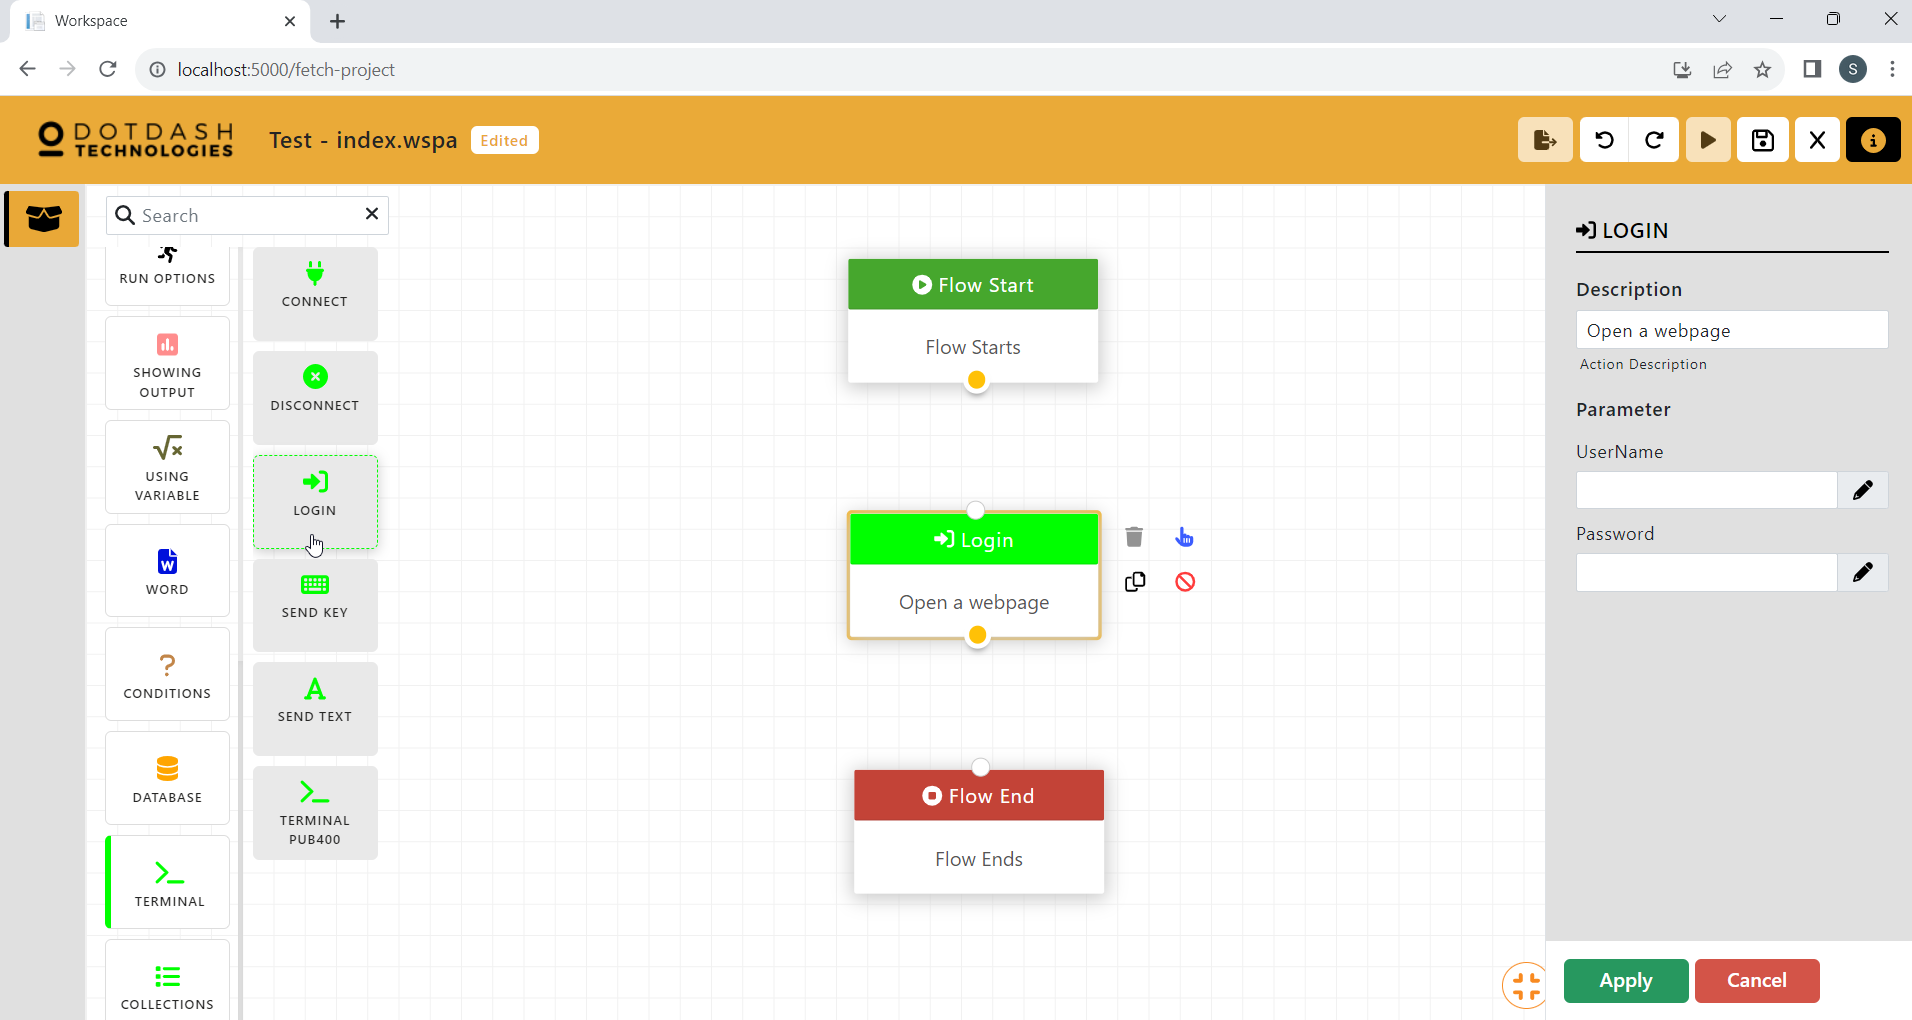 Workspace
localhost:5000/fetch-project
S
DOTDASH
TECHNOLOGIES
Test - index.wspa
Edited
Search
RUN OPTIONS
SHOWING
OUTPUT
USING
VARIABLE
WORD
CONDITIONS
DATABASE
TERMINAL
COLLECTIONS
CONNECT
DISCONNECT
LOGIN
SEND KEY
SEND TEXT
TERMINAL
PUB400
Flow Start
Flow Starts
Login
Open a webpage
Flow End
Flow Ends
LOGIN
Description
Open a webpage
Action Description
Parameter
UserName
Password
Apply
Cancel